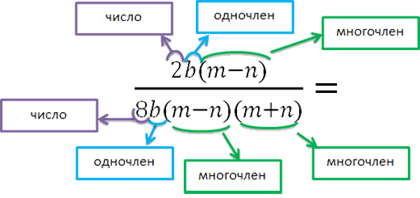 число
одночлен
многочлен
2b(m−n)
8b(m−n)(m+n)
=
число
одночлен
многочлен
многочлен